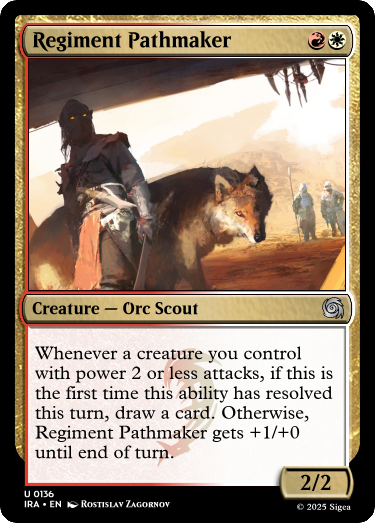 Regiment Pathmaker
Creature — Orc Scout
Whenever a creature you control
with power 2 or less attacks, if this is
the first time this ability has resolved
this turn, draw a card. Otherwise,
Regiment Pathmaker gets +1/+0
until end of turn.
2/2
U 0136
IRA • EN Rostislav Zagornov
© 2025 Sigea